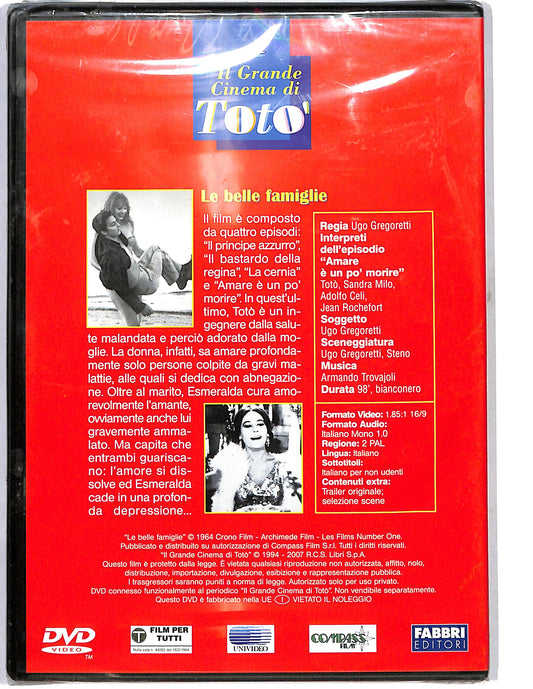 Il Grande
Cinema di
Totò
Le belle famiglie
Il film è composto
da quattro episodi:
"Il principe azzurro",
"Il bastardo della
regina", "La cernia"
e "Amare è un po'
morire". In quest'ul-
timo, Totò è un in-
gegnere dalla salu-
te malandata e perciò adorato dalla mo-
glie. La donna, infatti, sa amare profonda-
mente solo persone colpite da gravi ma-
lattie, alle quali si dedica con abnegazio-
ne. Oltre al marito, Esmeralda cura amo-
revolmente l'amante,
ovviamente anche lui
gravemente amma-
lato. Ma capita che
entrambi guarisca-
no: l'amore si dis-
solve ed Esmeralda
cade in una profon-
da depressione...
Regia Ugo Gregoretti
Interpreti
dell'episodio
"Amare
è un po' morire"
Totò, Sandra Milo,
Adolfo Celi,
Jean Rochefort
Soggetto
Ugo Gregoretti
Sceneggiatura
Ugo Gregoretti, Steno
Musica
Armando Trovajoli
Durata 98', bianconero
Formato Video: 1.85:1 16/9
Formato Audio:
Italiano Mono 1.0
Regione: 2 PAL
Lingua: Italiano
Sottotitoli:
Italiano per non udenti
Contenuti extra:
Trailer originale;
selezione scene
"Le belle famiglie" © 1964 Crono Film - Archimede Film - Les Films Number One.
Pubblicato e distribuito su autorizzazione di Compass Film S.r.l. Tutti i diritti riservati.
"Il Grande Cinema di Totò" © 1994 - 2007 R.C.S. Libri S.p.A.
Questo film è protetto dalla legge. È vietata qualsiasi riproduzione non autorizzata, affitto, nolo,
distribuzione, importazione, divulgazione, esibizione e rappresentazione pubblica.
I trasgressori saranno puniti a norma di legge. Autorizzato solo per uso privato.
DVD connesso funzionalmente al periodico "Il Grande Cinema di Totò". Non vendibile separatamente.
Questo DVD è fabbricato nella UE I VIETATO IL NOLEGGIO
DVD
VIDEO
TM
T
FILM PER
TUTTI
Nulla osta n° 44262 del 16/2/1964
UNIVIDEO
COMPASS
FILM
FABBRI
EDITORI